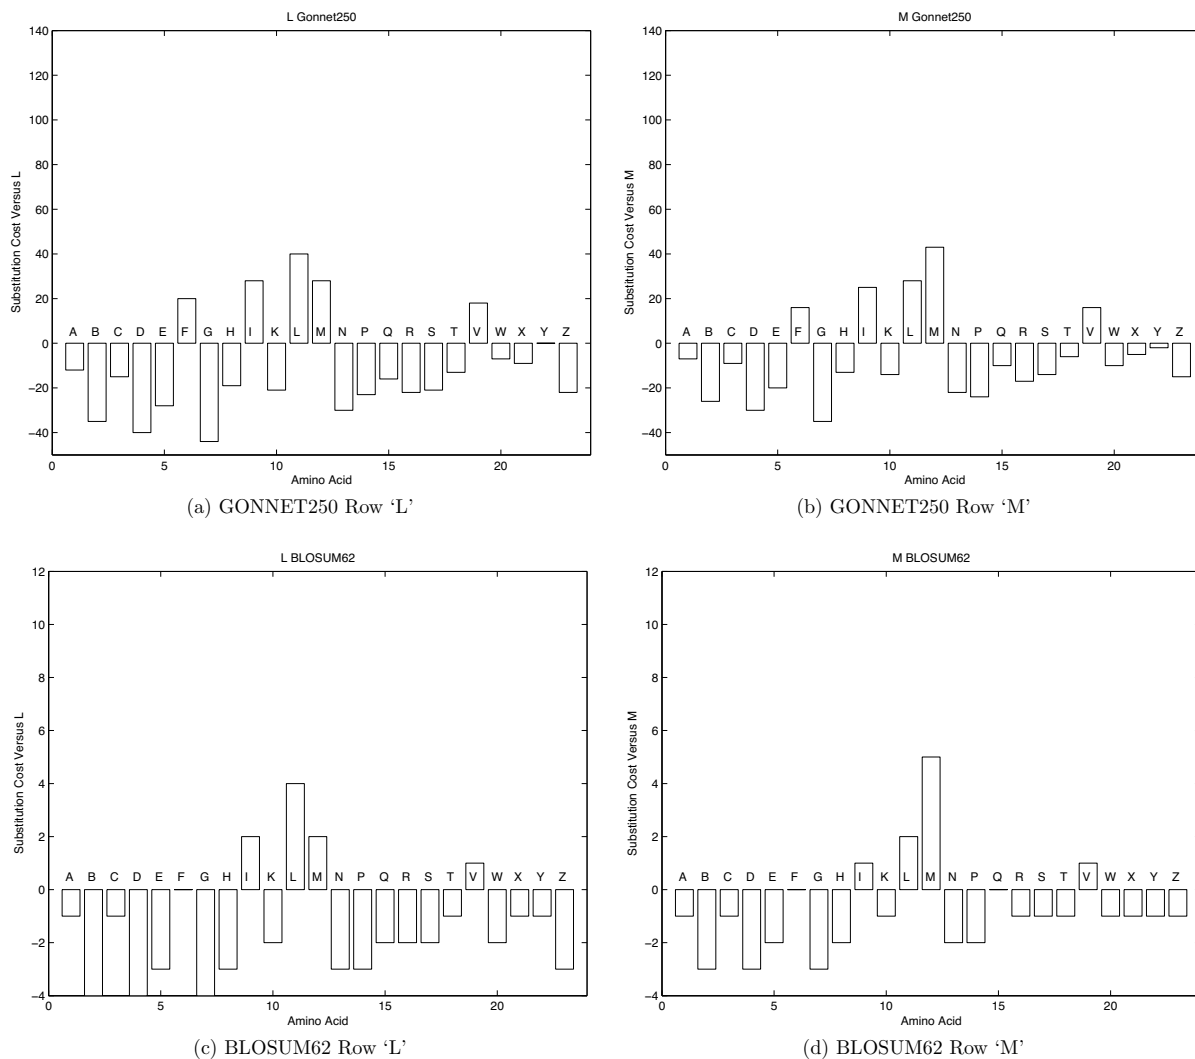 L Gonnet250
140
120
100
80
60
40
20
0
−20
−40
Substitution Cost Versus L
A B C D E F G H I K L M N P Q R S T V W X Y Z
0 5 10 15 20
Amino Acid
(a) GONNET250 Row ‘L’
M Gonnet250
140
120
100
80
60
40
20
0
−20
−40
Substitution Cost Versus M
A B C D E F G H I K L M N P Q R S T V W X Y Z
0 5 10 15 20
Amino Acid
(b) GONNET250 Row ‘M’
L BLOSUM62
12
10
8
6
4
2
0
−2
−4
Substitution Cost Versus L
A B C D E F G H I K L M N P Q R S T V W X Y Z
0 5 10 15 20
Amino Acid
(c) BLOSUM62 Row ‘L’
M BLOSUM62
12
10
8
6
4
2
0
−2
−4
Substitution Cost Versus M
A B C D E F G H I K L M N P Q R S T V W X Y Z
0 5 10 15 20
Amino Acid
(d) BLOSUM62 Row ‘M’